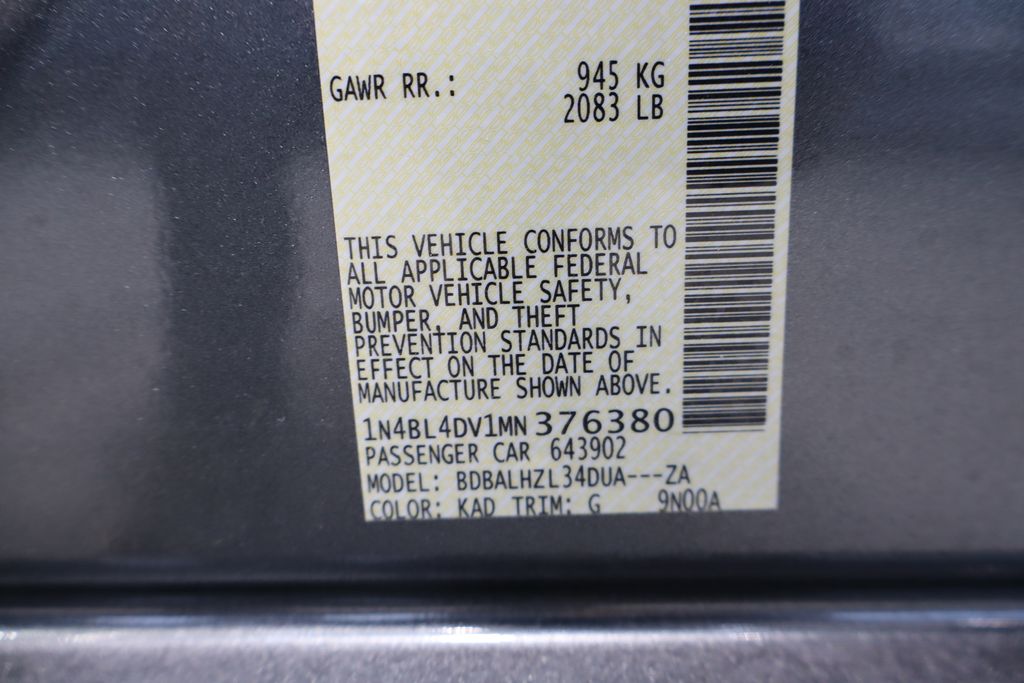 GAWR RR.: 945 KG
2083 LB
THIS VEHICLE CONFORMS TO
ALL APPLICABLE FEDERAL
MOTOR VEHICLE SAFETY,
BUMPER, AND THEFT
PREVENTION STANDARDS IN
EFFECT ON THE DATE OF
MANUFACTURE SHOWN ABOVE.
1N4BL4DV1MN376380
PASSENGER CAR 643902
MODEL: BDBALHZL34DUA---ZA
COLOR: KAD TRIM: G 9N00A